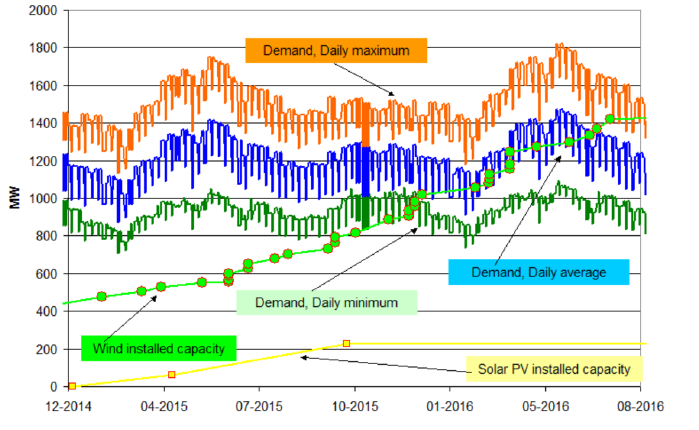 2000
1800
1600
1400
1200
1000
800
600
400
200
0
MW
Demand, Daily maximum
Demand, Daily average
Demand, Daily minimum
Wind installed capacity
Solar PV installed capacity
12-2014 04-2015 07-2015 10-2015 01-2016 05-2016 08-2016